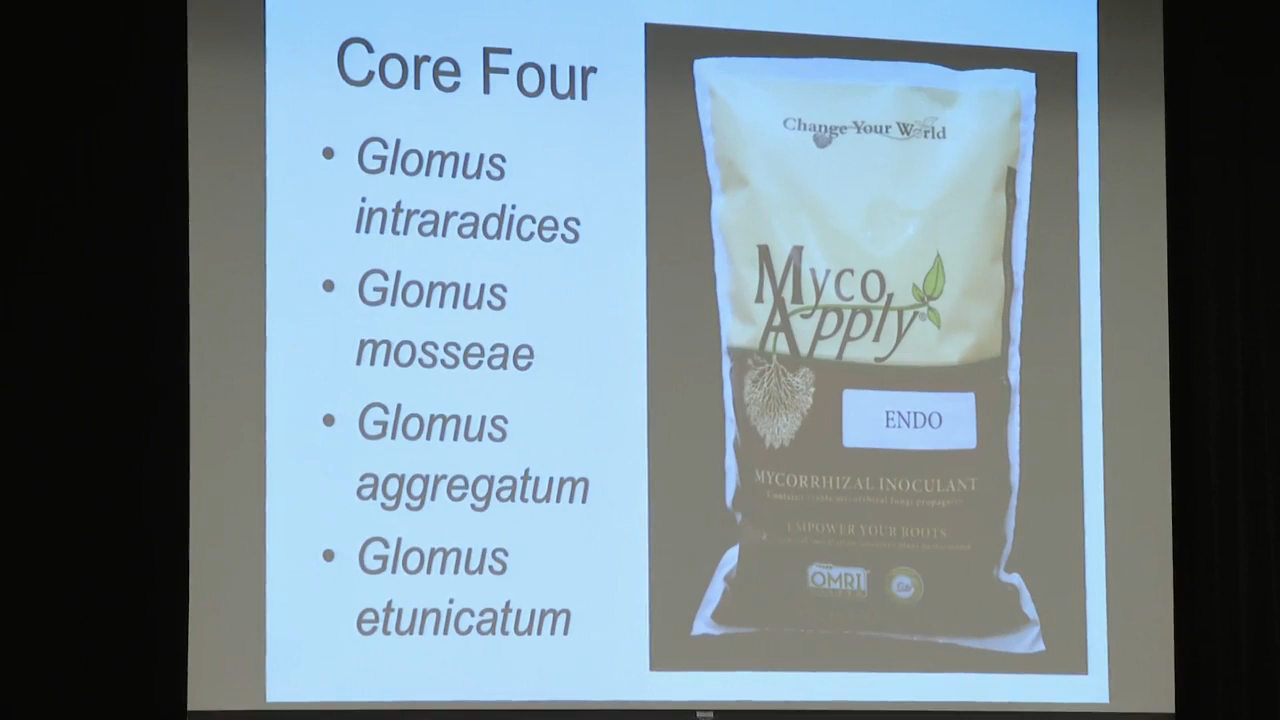 Core Four
• Glomus
intraradices
• Glomus
mosseae
• Glomus
aggregatum
• Glomus
etunicatum
Change Your World
Myco
Apply®
ENDO
MYCORRHIZAL INOCULANT
EMPOWER YOUR ROOTS
OMRI